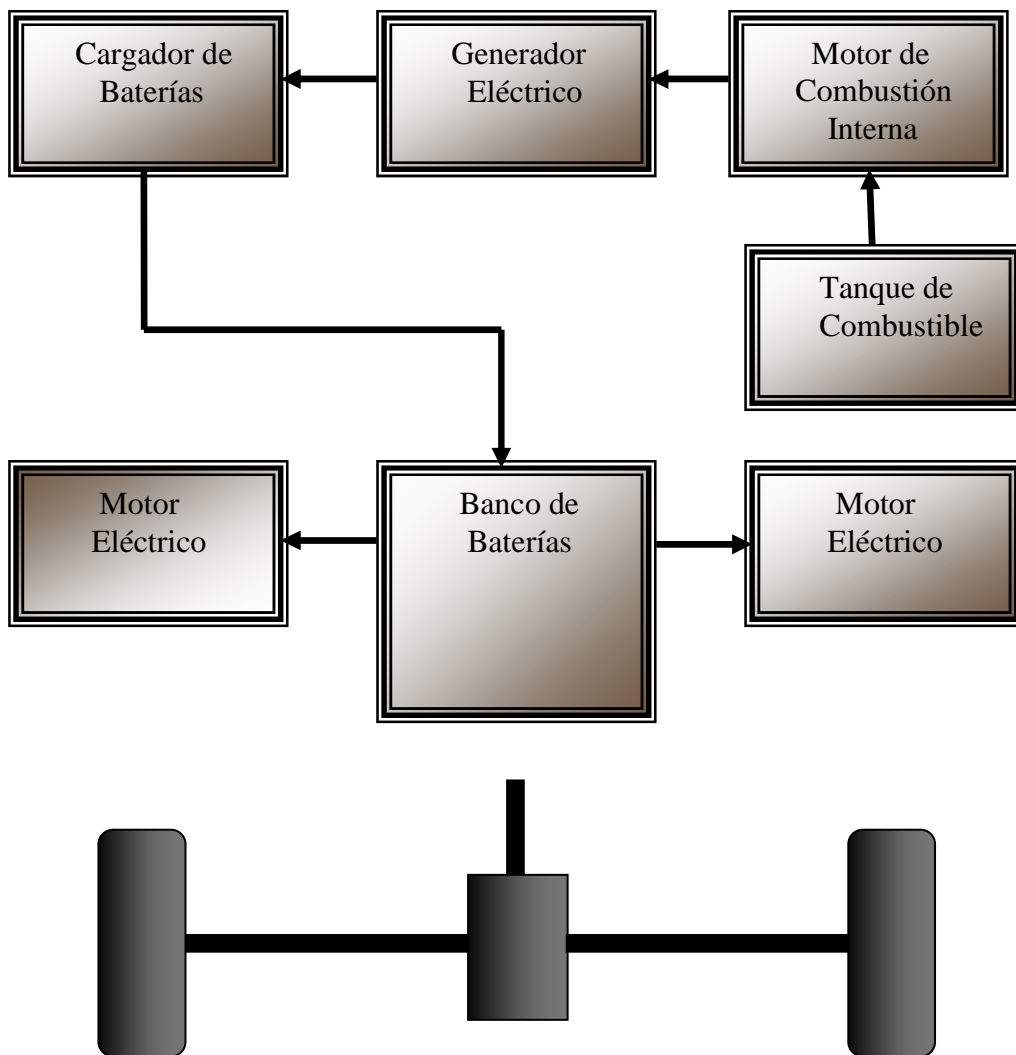 Cargador de
Baterías
Generador
Eléctrico
Motor de
Combustión
Interna
Tanque de
Combustible
Motor
Eléctrico
Banco de
Baterías
Motor
Eléctrico